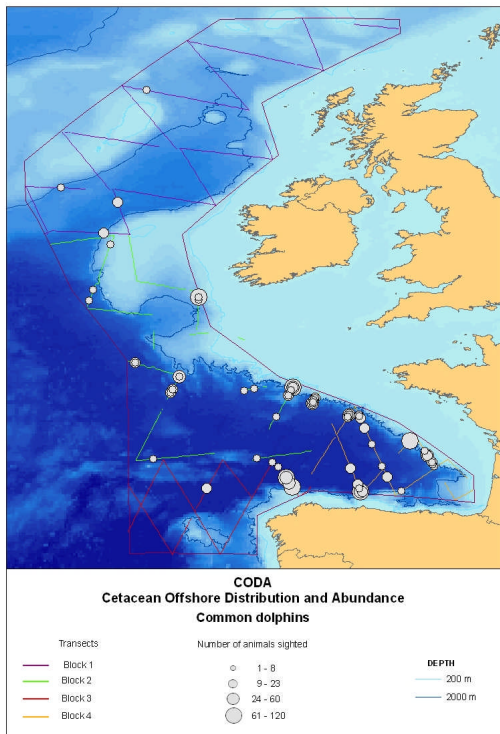 CODA
Cetacean Offshore Distribution and Abundance
Common dolphins
Transects
Block 1
Block 2
Block 3
Block 4
Number of animals sighted
1 - 8
9 - 23
24 - 60
61 - 120
DEPTH
200 m
2000 m